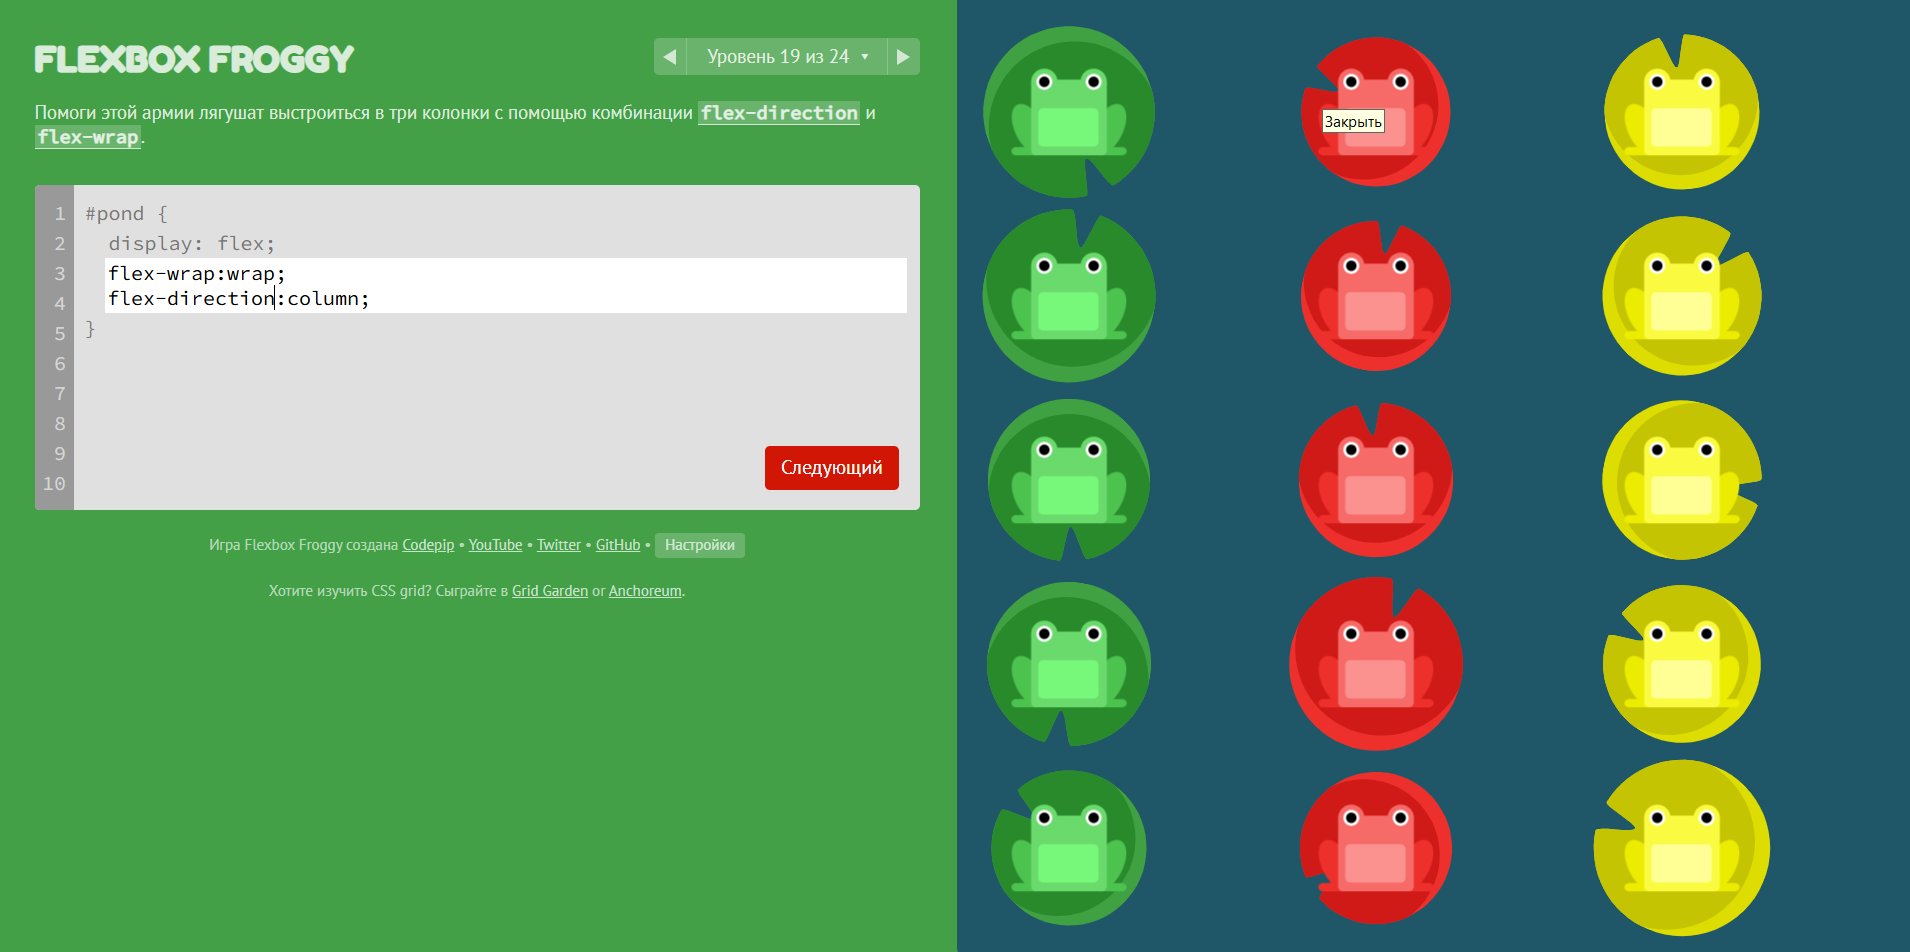 FLEXBOX FROGGY
Уровень 19 из 24
Помоги этой армии лягушат выстроиться в три колонки с помощью комбинации flex-direction и
flex-wrap.
1 #pond {
2 display: flex;
3 flex-wrap:wrap;
4 flex-direction:column;
5 }
6
7
8
9
10
Следующий
Игра Flexbox Froggy создана Codepip • YouTube • Twitter • GitHub • Настройки
Хотите изучить CSS grid? Сыграйте в Grid Garden or Anchoreum.
Закрыть